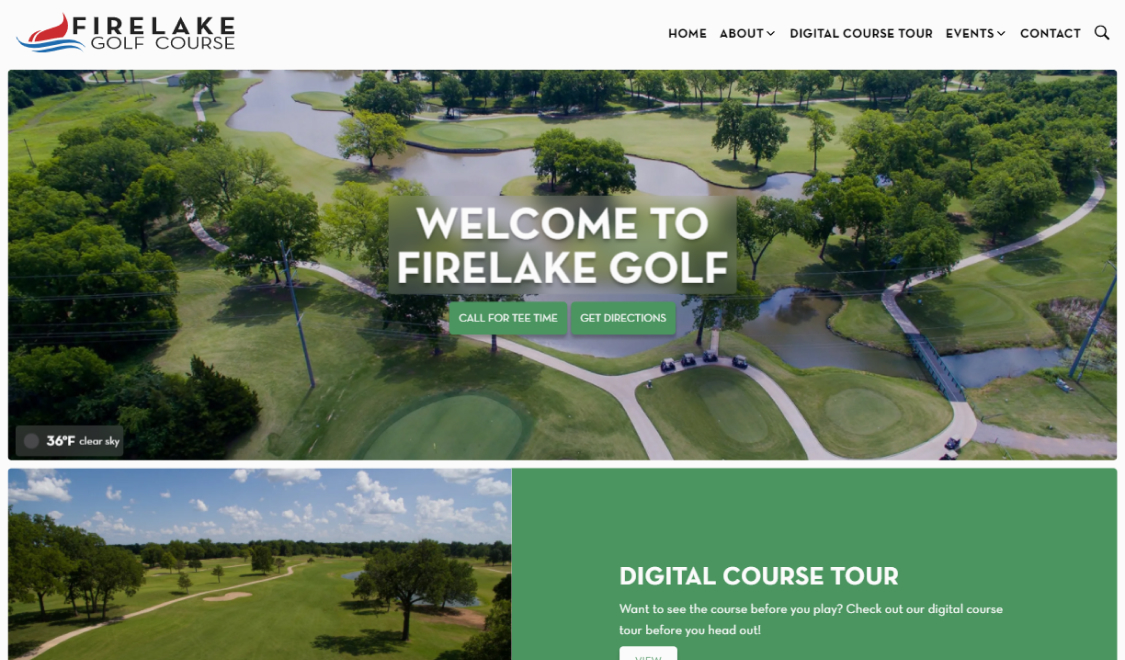 FIRELAKE
GOLF COURSE
HOME ABOUT DIGITAL COURSE TOUR EVENTS CONTACT
WELCOME TO
FIRELAKE GOLF
CALL FOR TEE TIME GET DIRECTIONS
36°F clear sky
DIGITAL COURSE TOUR
Want to see the course before you play? Check out our digital course
tour before you head out!
VIEW